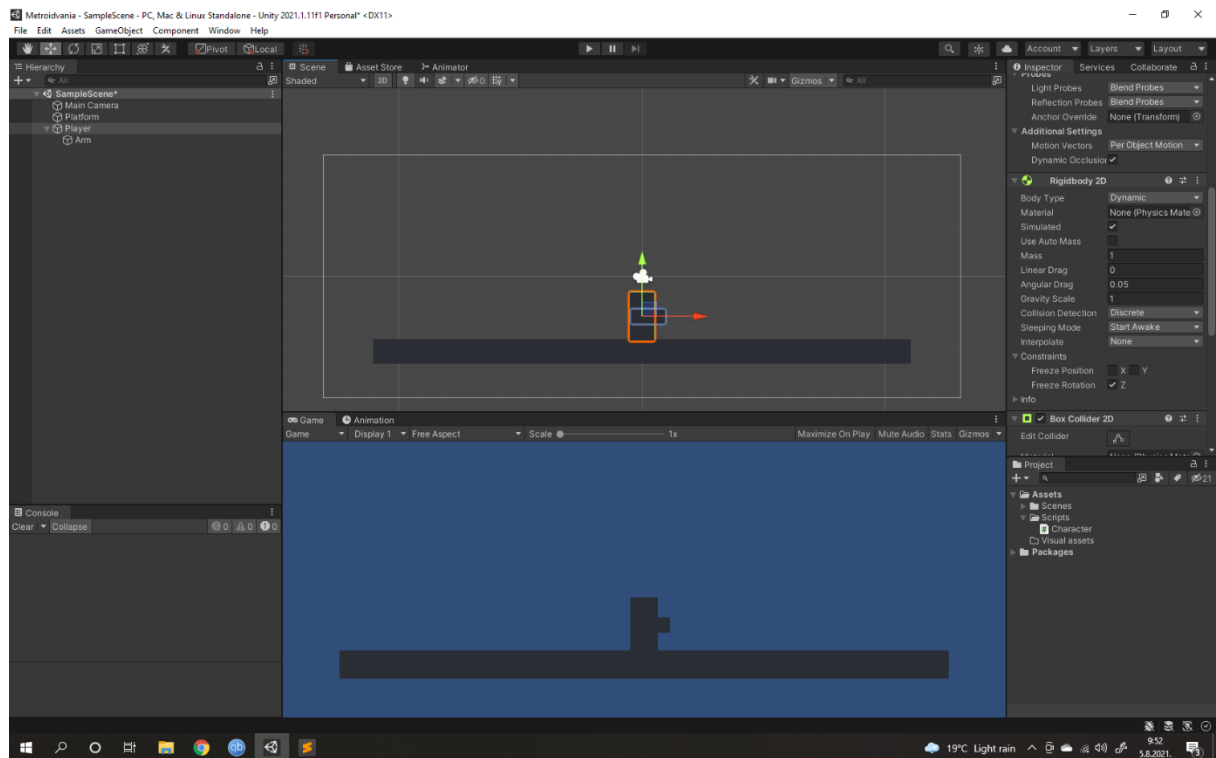 Metroidvania - SampleScene - PC, Mac & Linux Standalone - Unity 2021.1.11f1 Personal* <DX11>
File Edit Assets GameObject Component Window Help
Pivot Local Account Layers Layout
Hierarchy
All
SampleScene*
Main Camera
Platform
Player
Arm
Console
Clear Collapse 0 0 0
Scene Asset Store Animator
Shaded 2D 0 Gizmos All
Game Animation
Game Display 1 Free Aspect Scale 1x Maximize On Play Mute Audio Stats Gizmos
Inspector Services Collaborate
Probes
Light Probes Blend Probes
Reflection Probes Blend Probes
Anchor Override None (Transform)
Additional Settings
Motion Vectors Per Object Motion
Dynamic Occlusion
Rigidbody 2D
Body Type Dynamic
Material None (Physics Mate
Simulated
Use Auto Mass
Mass 1
Linear Drag 0
Angular Drag 0.05
Gravity Scale 1
Collision Detection Discrete
Sleeping Mode Start Awake
Interpolate None
Constraints
Freeze Position X Y
Freeze Rotation Z
Info
Box Collider 2D
Edit Collider
Project
21
Assets
Scenes
Scripts
Character
Visual assets
Packages
qb S 19°C Light rain 9:52
5.8.2021.